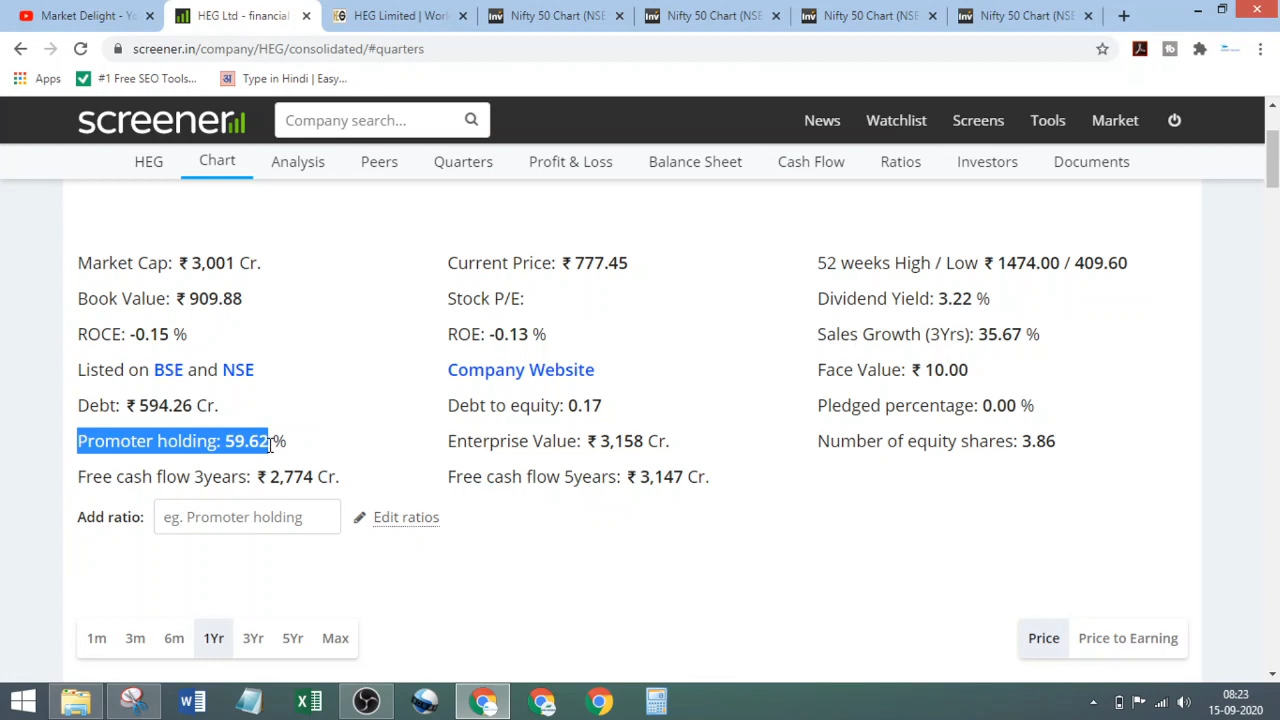 Market Delight - Y
HEG Ltd - financial
HEG Limited | Work
Nifty 50 Chart (NSE
Nifty 50 Chart (NSE
Nifty 50 Chart (NSE
Nifty 50 Chart (NSE
screener.in/company/HEG/consolidated/#quarters
Apps #1 Free SEO Tools... अ Type in Hindi | Easy...
screener Company search... News Watchlist Screens Tools Market
HEG Chart Analysis Peers Quarters Profit & Loss Balance Sheet Cash Flow Ratios Investors Documents
Market Cap: ₹ 3,001 Cr. Current Price: ₹ 777.45 52 weeks High / Low ₹ 1474.00 / 409.60
Book Value: ₹ 909.88 Stock P/E: Dividend Yield: 3.22 %
ROCE: -0.15 % ROE: -0.13 % Sales Growth (3Yrs): 35.67 %
Listed on BSE and NSE Company Website Face Value: ₹ 10.00
Debt: ₹ 594.26 Cr. Debt to equity: 0.17 Pledged percentage: 0.00 %
Promoter holding: 59.62 % Enterprise Value: ₹ 3,158 Cr. Number of equity shares: 3.86
Free cash flow 3years: ₹ 2,774 Cr. Free cash flow 5years: ₹ 3,147 Cr.
Add ratio: eg. Promoter holding Edit ratios
1m 3m 6m 1Yr 3Yr 5Yr Max Price Price to Earning
08:23
15-09-2020